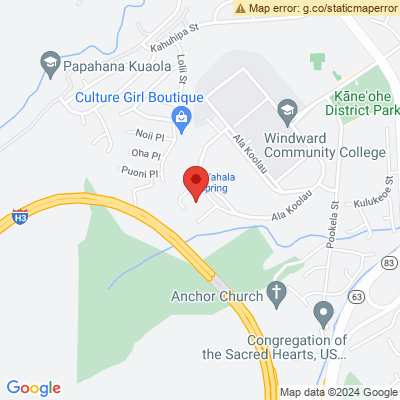 Map error: g.co/staticmaperror
Kahuhipa St
Lolii St
Papahana Kuaola
Culture Girl Boutique
Kāne'ohe
District Park
Noii Pl
Oha Pl
Puoni Pl
Ala Koolau
Windward
Community College
ahala
pring
Ala Koolau
Kulukeoe St
Pookela St
H3
83
63
63
Anchor Church
Congregation of
the Sacred Hearts, US...
Google
Map data ©2024 Google